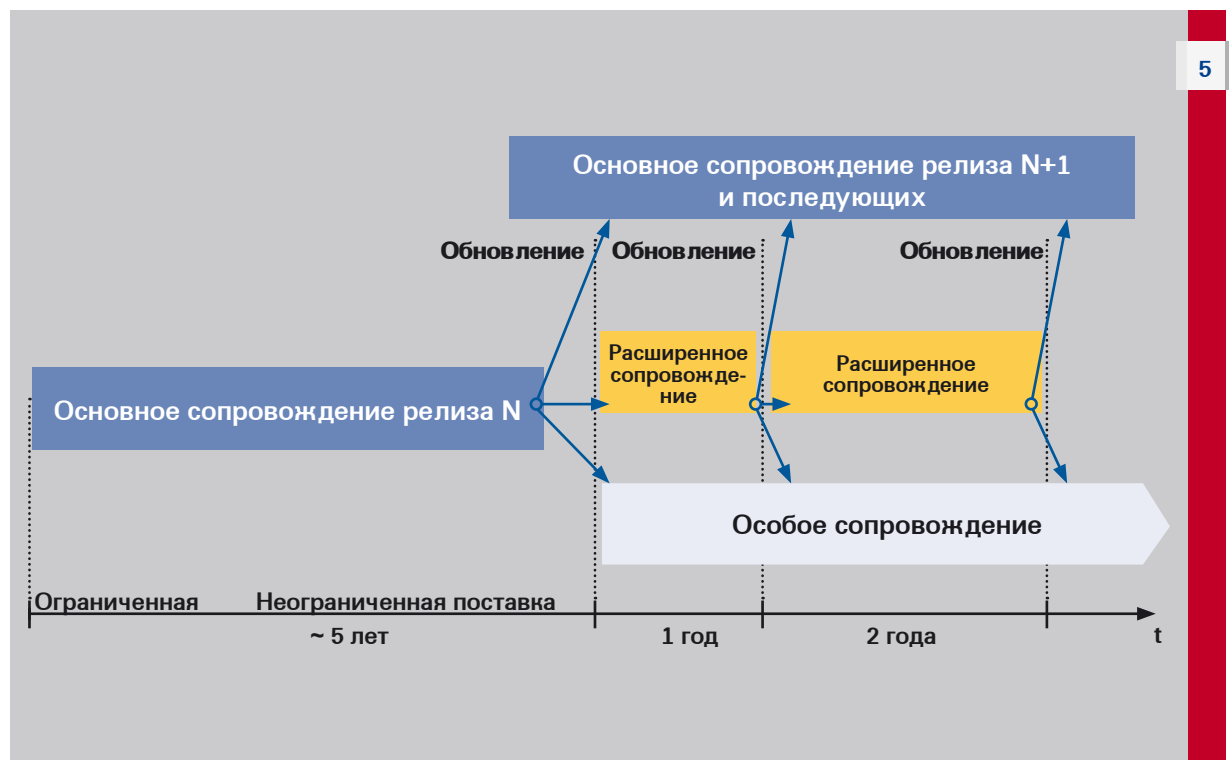 5
Основное сопровождение релиза N+1
и последующих
Обновление Обновление Обновление
Расширенное
сопровожде-
ние
Расширенное
сопровождение
Основное сопровождение релиза N
Особое сопровождение
Ограниченная Неограниченная поставка
~ 5 лет 1 год 2 года t